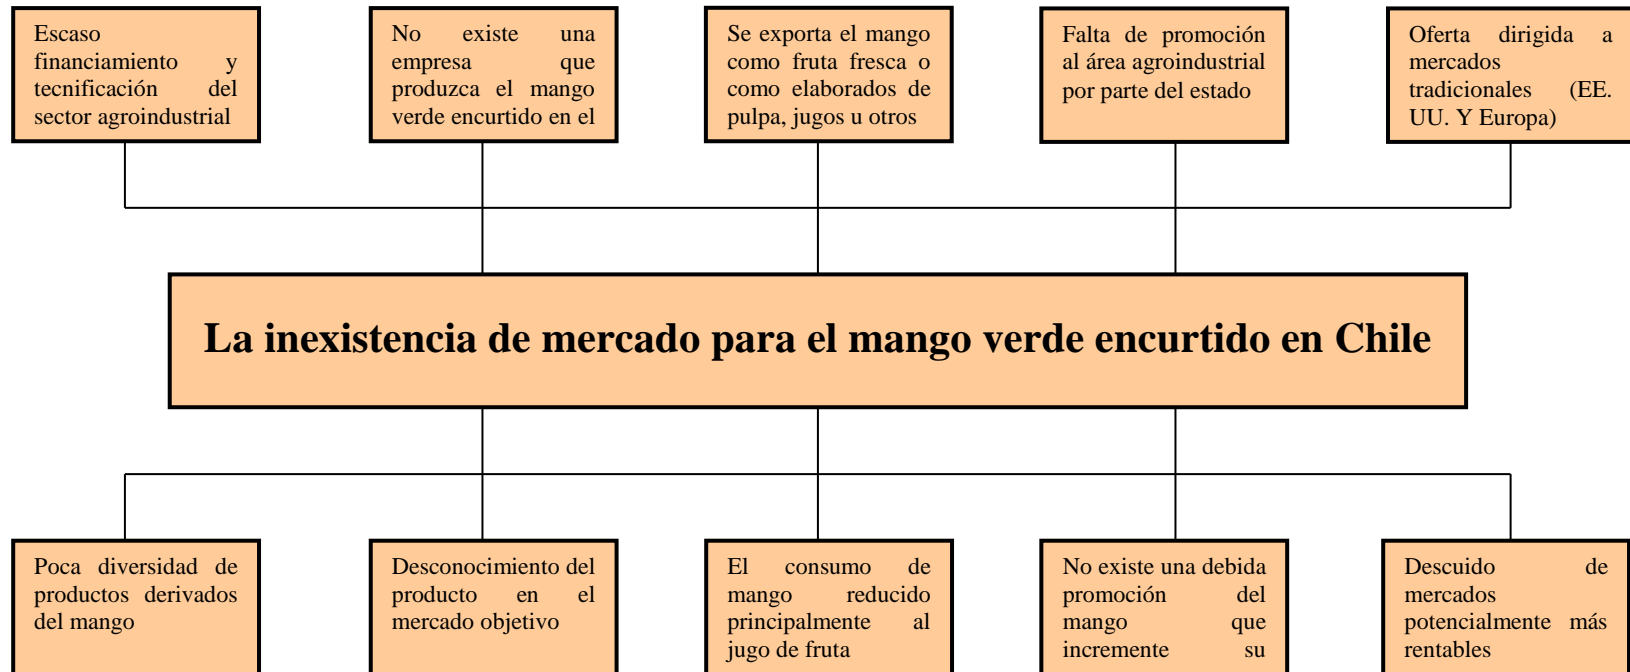 Escaso
financiamiento y
tecnificación del
sector agroindustrial
No existe una
empresa que
produzca el mango
verde encurtido en el
Se exporta el mango
como fruta fresca o
como elaborados de
pulpa, jugos u otros
Falta de promoción
al área agroindustrial
por parte del estado
Oferta dirigida a
mercados
tradicionales (EE.
UU. Y Europa)
La inexistencia de mercado para el mango verde encurtido en Chile
Poca diversidad de
productos derivados
del mango
Desconocimiento del
producto en el
mercado objetivo
El consumo de
mango reducido
principalmente al
jugo de fruta
No existe una debida
promoción del
mango que
incremente su
Descuido de
mercados
potencialmente más
rentables